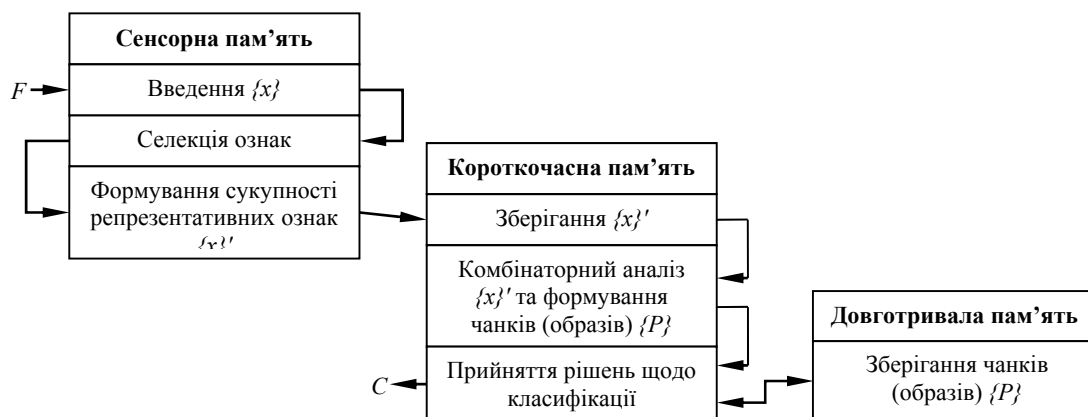 Сенсорна пам’ять
F
Введення {x}
Селекція ознак
Формування сукупності
репрезентативних ознак
{x}'
Короткочасна пам’ять
Зберігання {x}'
Комбінаторний аналіз
{x}' та формування
чанків (образів) {P}
Прийняття рішень щодо
класифікації
C
Довготривала пам’ять
Зберігання чанків
(образів) {P}